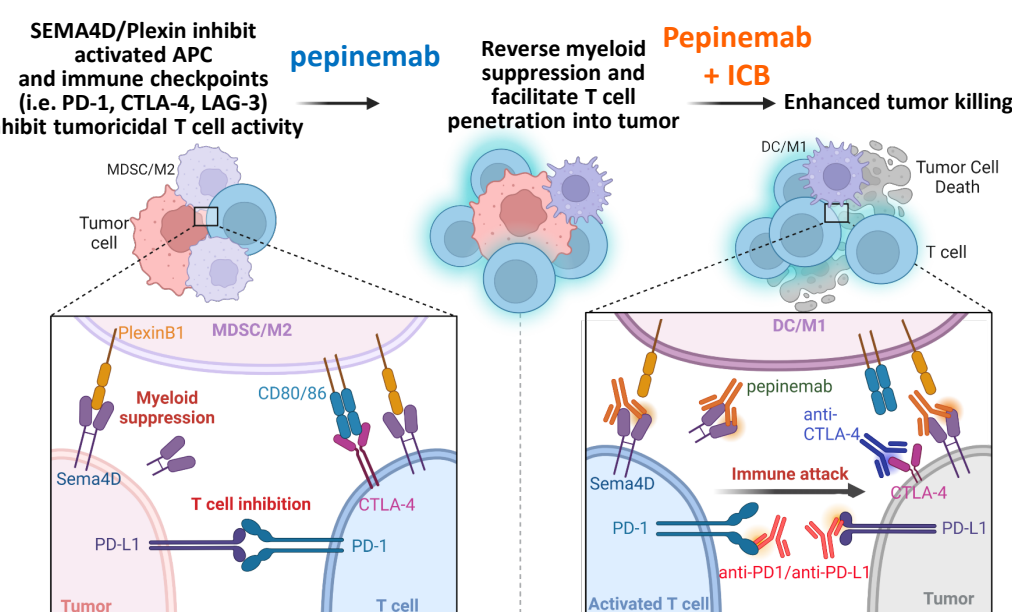 SEMA4D/Plexin inhibit
activated APC
and immune checkpoints
(i.e. PD-1, CTLA-4, LAG-3)
hibit tumoricidal T cell activity
pepinemab
Reverse myeloid
suppression and
facilitate T cell
penetration into tumor
Pepinemab
+ ICB
Enhanced tumor killing
MDSC/M2
Tumor
cell
DC/M1
Tumor Cell
Death
T cell
PlexinB1
MDSC/M2
CD80/86
Myeloid
suppression
Sema4D
T cell inhibition
CTLA-4
PD-L1
PD-1
Tumor
T cell
DC/M1
pepinemab
anti-
CTLA-4
Sema4D
Immune attack
CTLA-4
PD-1
PD-L1
anti-PD1/anti-PD-L1
Activated T cell
Tumor